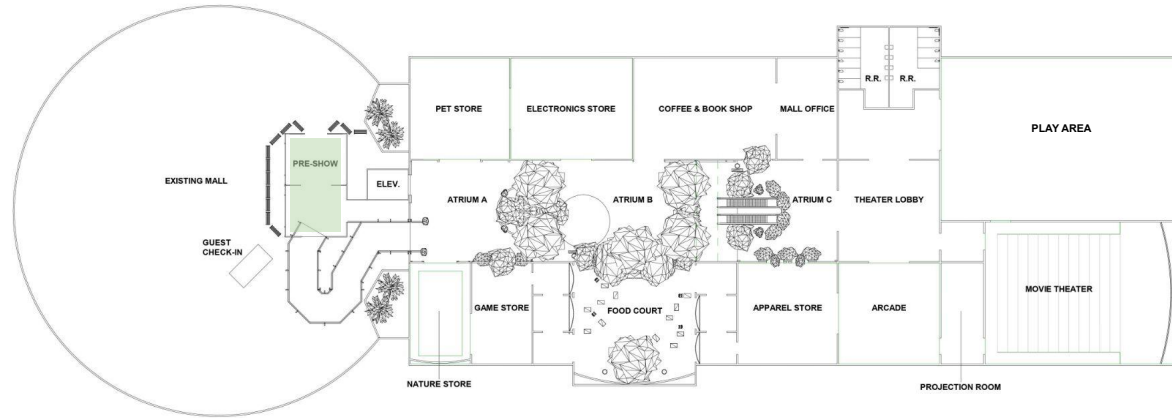 R.R.
R.R.
PET STORE
ELECTRONICS STORE
COFFEE & BOOK SHOP
MALL OFFICE
PLAY AREA
PRE-SHOW
EXISTING MALL
ELEV.
ATRIUM A
ATRIUM B
ATRIUM C
THEATER LOBBY
GUEST
CHECK-IN
GAME STORE
FOOD COURT
APPAREL STORE
ARCADE
MOVIE THEATER
NATURE STORE
PROJECTION ROOM